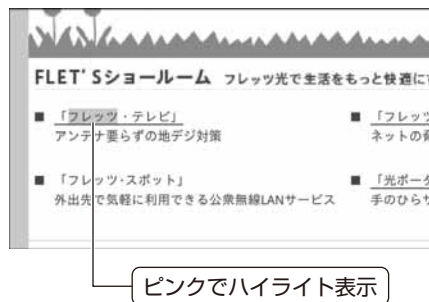 FLET'Sショールーム フレッツ光で生活をもっと快適に
■ 「フレッツ・テレビ」
アンテナ要らずの地デジ対策
■ 「フレッツ
ネットの
■ 「フレッツ・スポット」
外出先で気軽に利用できる公衆無線LANサービス
■ 「光ポー
手のひら
ピンクでハイライト表示